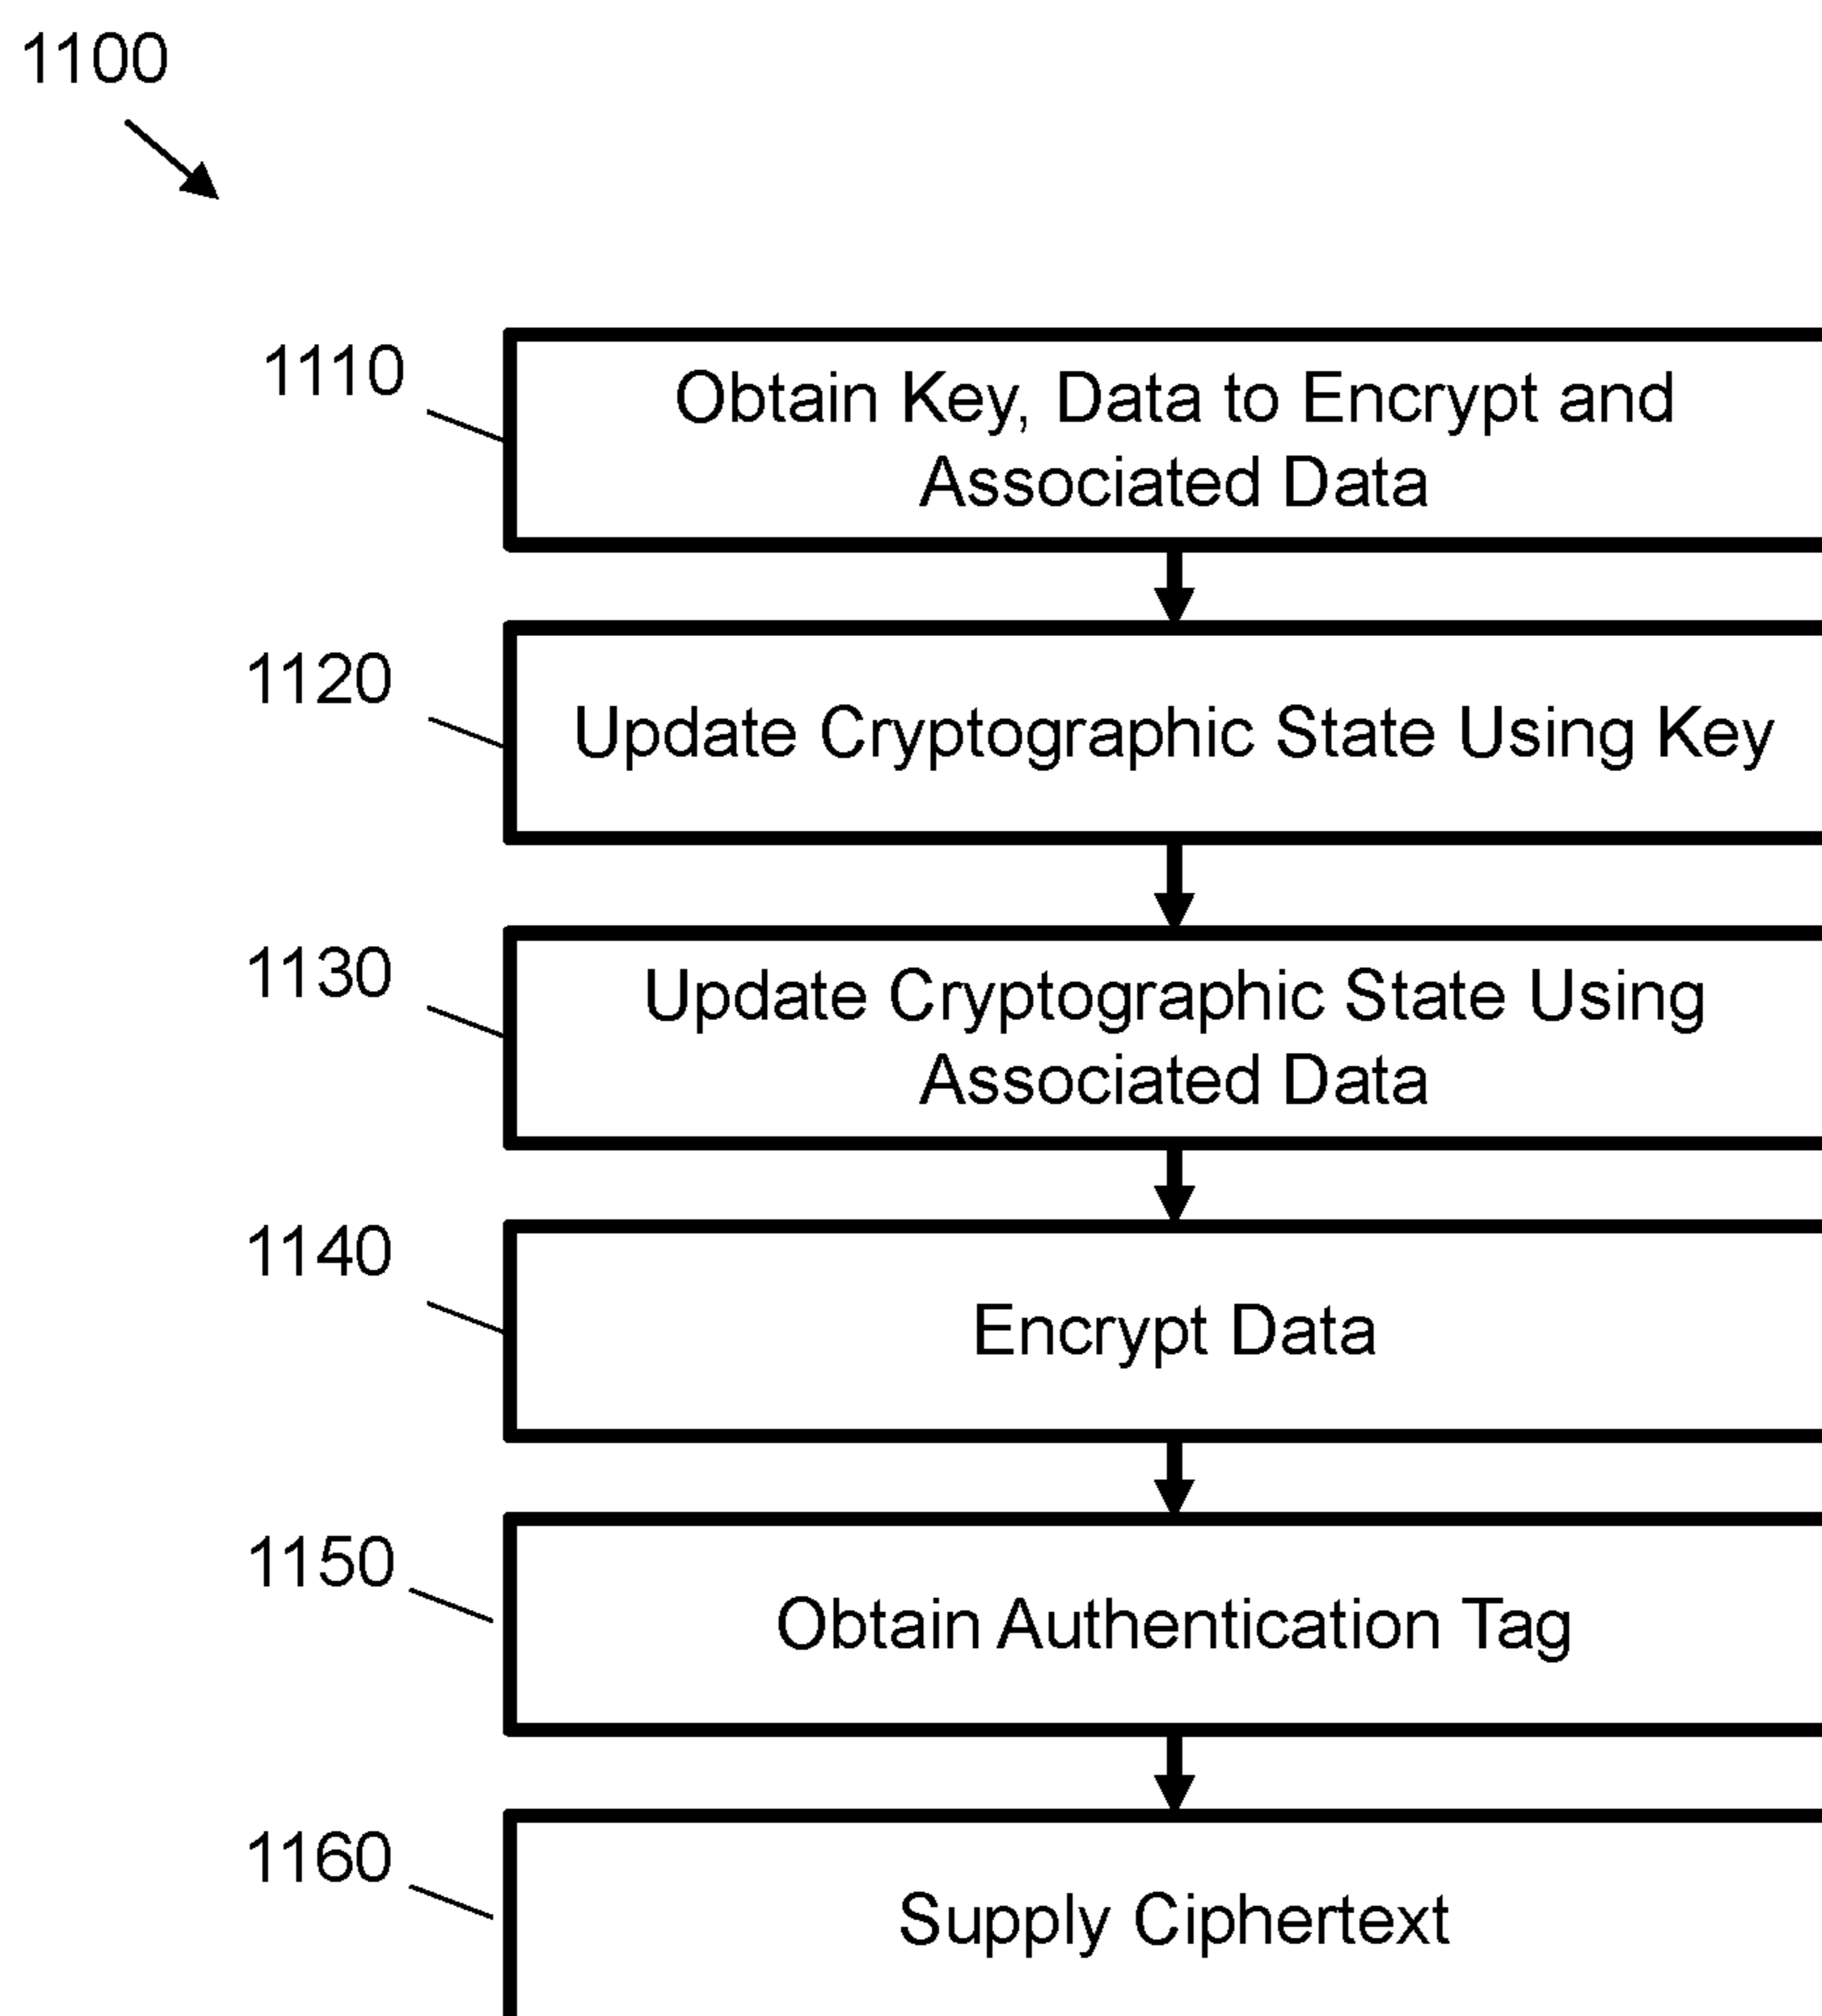 1100
1110
Obtain Key, Data to Encrypt and
Associated Data
1120
Update Cryptographic State Using Key
1130
Update Cryptographic State Using
Associated Data
1140
Encrypt Data
1150
Obtain Authentication Tag
1160
Supply Ciphertext